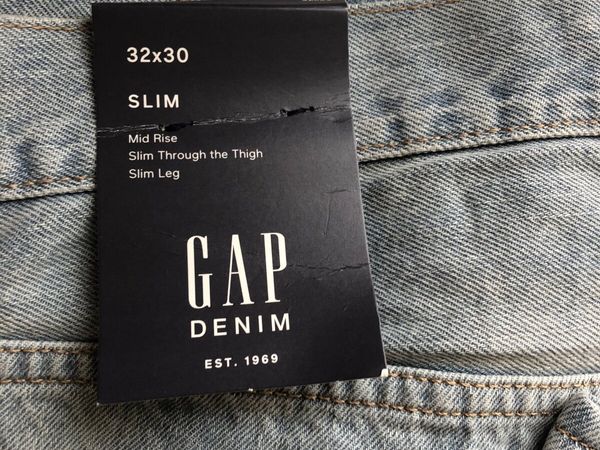 32x30
SLIM
Mid Rise
Slim Through the Thigh
Slim Leg
GAP
DENIM
EST. 1969